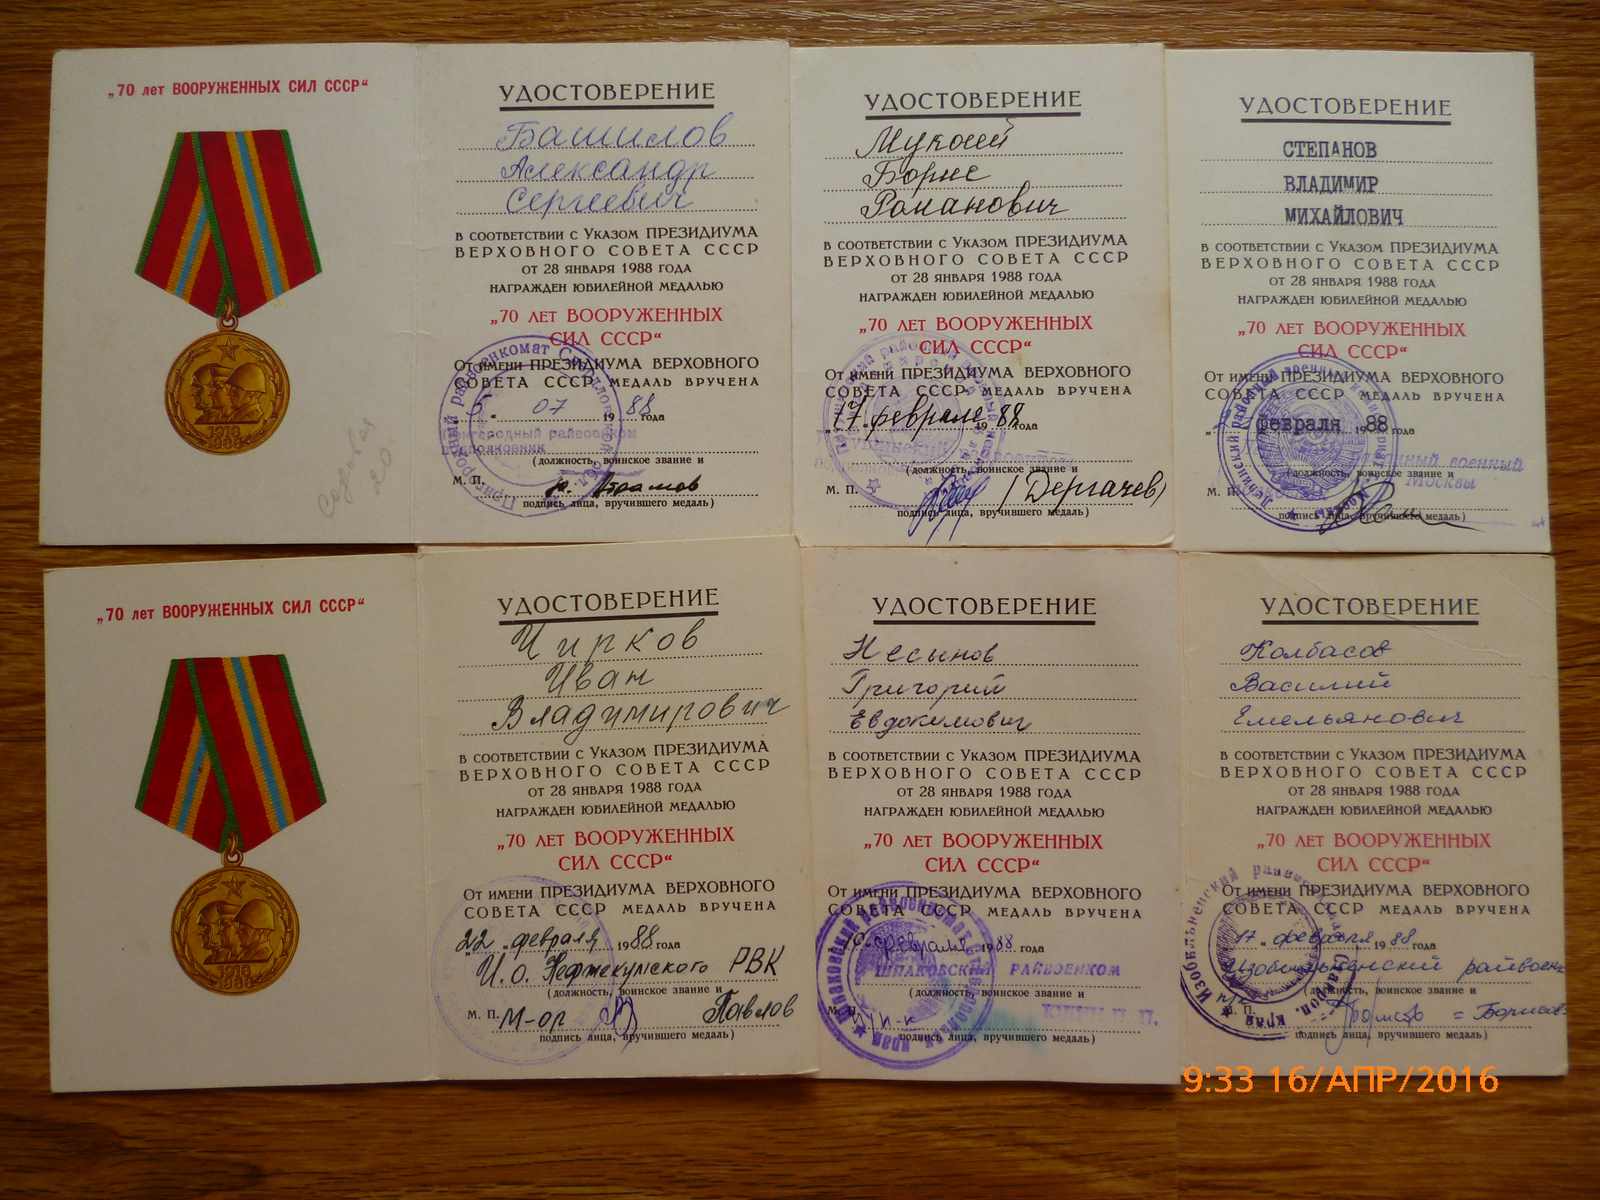 „70 лет ВООРУЖЕННЫХ СИЛ СССР“
1918
1988
УДОСТОВЕРЕНИЕ
Башилов
Александр
Сергеевич
В СООТВЕТСТВИИ С УКАЗОМ ПРЕЗИДИУМА
ВЕРХОВНОГО СОВЕТА СССР
ОТ 28 ЯНВАРЯ 1988 ГОДА
НАГРАЖДЕН ЮБИЛЕЙНОЙ МЕДАЛЬЮ
„70 ЛЕТ ВООРУЖЕННЫХ
СИЛ СССР“
ОТ ИМЕНИ ПРЕЗИДИУМА ВЕРХОВНОГО
СОВЕТА СССР МЕДАЛЬ ВРУЧЕНА
5 07 1988 года
(должность, воинское звание и
М. П.
подпись лица, вручившего медаль)
УДОСТОВЕРЕНИЕ
Борис
Романович
В СООТВЕТСТВИИ С УКАЗОМ ПРЕЗИДИУМА
ВЕРХОВНОГО СОВЕТА СССР
ОТ 28 ЯНВАРЯ 1988 ГОДА
НАГРАЖДЕН ЮБИЛЕЙНОЙ МЕДАЛЬЮ
„70 ЛЕТ ВООРУЖЕННЫХ
СИЛ СССР“
ОТ ИМЕНИ ПРЕЗИДИУМА ВЕРХОВНОГО
СОВЕТА СССР МЕДАЛЬ ВРУЧЕНА
„17“ февраля 1988 года
(должность, воинское звание и
М. П. (Дергачев)
подпись лица, вручившего медаль)
УДОСТОВЕРЕНИЕ
СТЕПАНОВ
ВЛАДИМИР
МИХАЙЛОВИЧ
В СООТВЕТСТВИИ С УКАЗОМ ПРЕЗИДИУМА
ВЕРХОВНОГО СОВЕТА СССР
ОТ 28 ЯНВАРЯ 1988 ГОДА
НАГРАЖДЕН ЮБИЛЕЙНОЙ МЕДАЛЬЮ
„70 ЛЕТ ВООРУЖЕННЫХ
СИЛ СССР“
ОТ ИМЕНИ ПРЕЗИДИУМА ВЕРХОВНОГО
СОВЕТА СССР МЕДАЛЬ ВРУЧЕНА
февраля 1988 года
военный
(должность, воинское звание и
М. П. Москвы
подпись лица, вручившего медаль)
„70 лет ВООРУЖЕННЫХ СИЛ СССР“
1918
1988
УДОСТОВЕРЕНИЕ
Чирков
Иван
Владимирович
В СООТВЕТСТВИИ С УКАЗОМ ПРЕЗИДИУМА
ВЕРХОВНОГО СОВЕТА СССР
ОТ 28 ЯНВАРЯ 1988 ГОДА
НАГРАЖДЕН ЮБИЛЕЙНОЙ МЕДАЛЬЮ
„70 ЛЕТ ВООРУЖЕННЫХ
СИЛ СССР“
ОТ ИМЕНИ ПРЕЗИДИУМА ВЕРХОВНОГО
СОВЕТА СССР МЕДАЛЬ ВРУЧЕНА
„22“ февраля 1988 года
И.о. Нефтекумского РВК
(должность, воинское звание и
М. П. м-ор Павлов
подпись лица, вручившего медаль)
УДОСТОВЕРЕНИЕ
Несынов
Григорий
Евдокимович
В СООТВЕТСТВИИ С УКАЗОМ ПРЕЗИДИУМА
ВЕРХОВНОГО СОВЕТА СССР
ОТ 28 ЯНВАРЯ 1988 ГОДА
НАГРАЖДЕН ЮБИЛЕЙНОЙ МЕДАЛЬЮ
„70 ЛЕТ ВООРУЖЕННЫХ
СИЛ СССР“
ОТ ИМЕНИ ПРЕЗИДИУМА ВЕРХОВНОГО
СОВЕТА СССР МЕДАЛЬ ВРУЧЕНА
февраля 1988 года
ШПАКОВСКИЙ РАЙВОЕНКОМ
(должность, воинское звание и
п/п-к
подпись лица, вручившего медаль)
УДОСТОВЕРЕНИЕ
Колбасов
Василий
Емельянович
В СООТВЕТСТВИИ С УКАЗОМ ПРЕЗИДИУМА
ВЕРХОВНОГО СОВЕТА СССР
ОТ 28 ЯНВАРЯ 1988 ГОДА
НАГРАЖДЕН ЮБИЛЕЙНОЙ МЕДАЛЬЮ
„70 ЛЕТ ВООРУЖЕННЫХ
СИЛ СССР“
ОТ ИМЕНИ ПРЕЗИДИУМА ВЕРХОВНОГО
СОВЕТА СССР МЕДАЛЬ ВРУЧЕНА
17 февраля 1988 года
Изобильненский райвоенк
(должность, воинское звание и
М. П. =Борисов
подпись лица, вручившего медаль)
9:33 16/АПР/2016